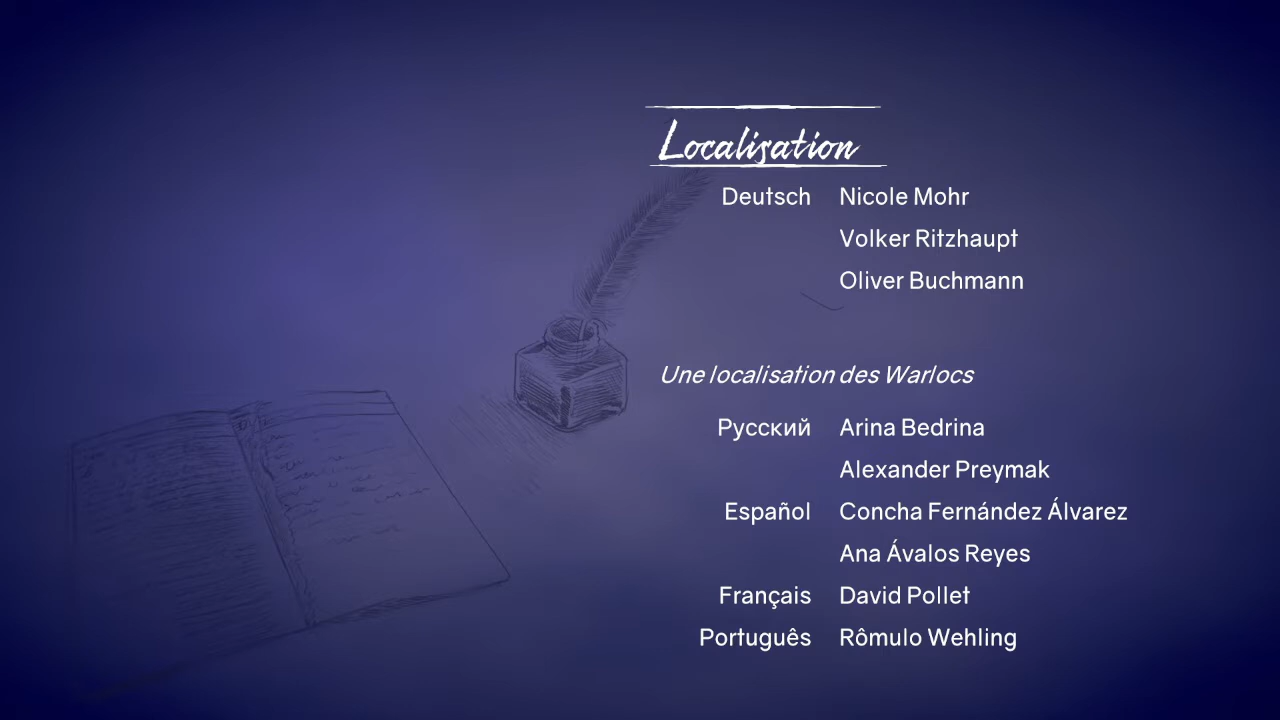 Localisation
Deutsch Nicole Mohr
Volker Ritzhaupt
Oliver Buchmann
Une localisation des Warlocs
Русский Arina Bedrina
Alexander Preymak
Español Concha Fernández Álvarez
Ana Ávalos Reyes
Français David Pollet
Português Rômulo Wehling